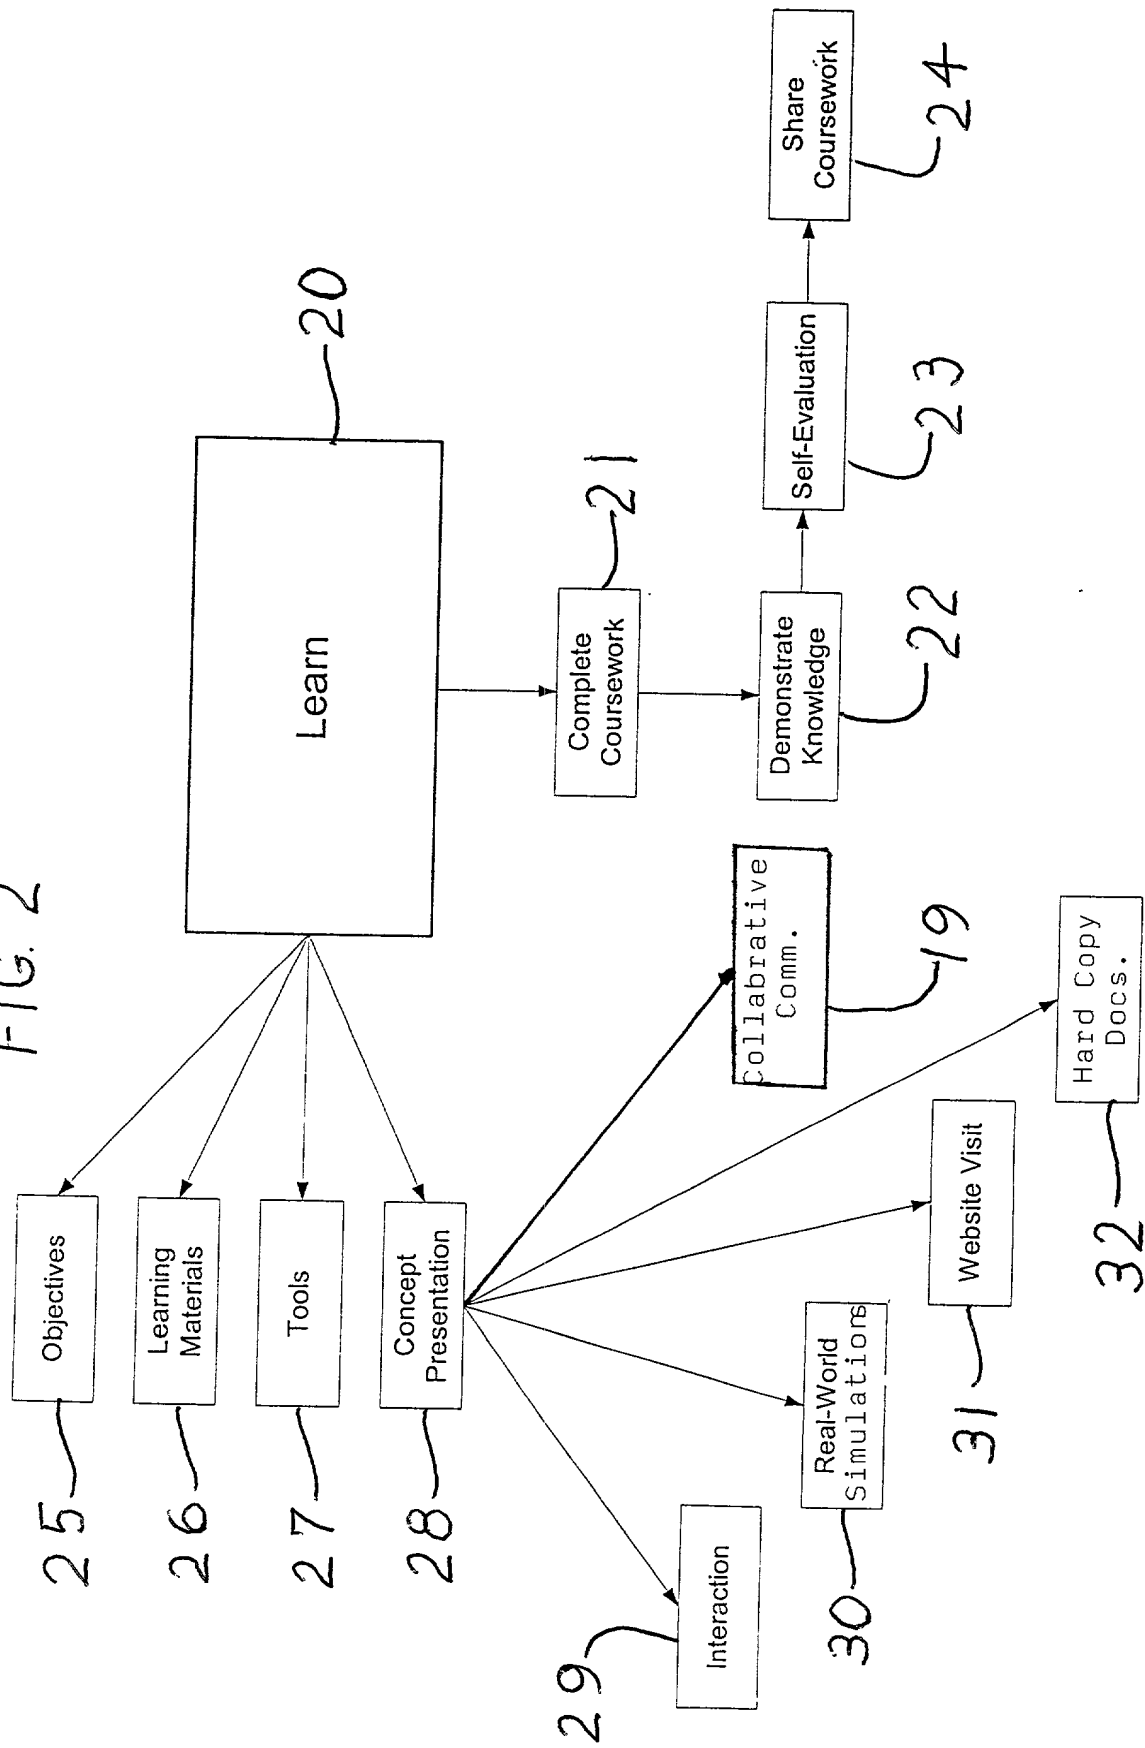 FIG. 2
Objectives
25
Learning
Materials
26
Tools
27
Concept
Presentation
28
Learn
20
Complete
Coursework
21
Demonstrate
Knowledge
22
Self-Evaluation
23
Share
Coursework
24
Collabrative
Comm.
19
Interaction
29
Real-World
Simulations
30
Website Visit
31
Hard Copy
Docs.
32